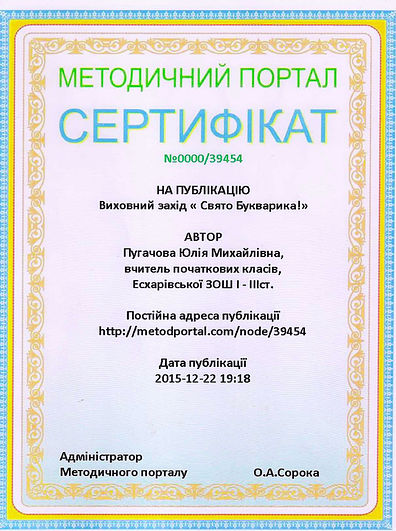 МЕТОДИЧНИЙ ПОРТАЛ
СЕРТИФІКАТ
№0000/39454
НА ПУБЛІКАЦІЮ
Виховний захід « Свято Букварика!»
АВТОР
Пугачова Юлія Михайлівна,
вчитель початкових класів,
Есхарівської ЗОШ І - ІІІст.
Постійна адреса публікації
http://metodportal.com/node/39454
Дата публікації
2015-12-22 19:18
Адміністратор
Методичного порталу О.А.Сорока